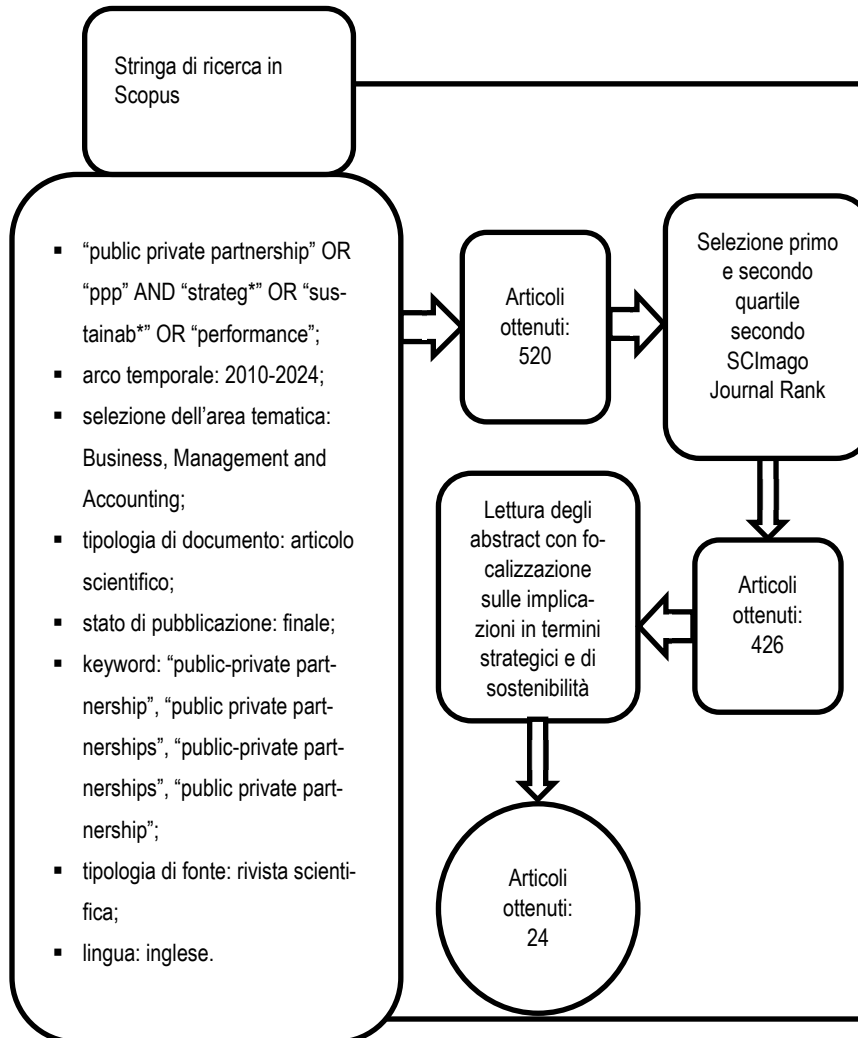 Stringa di ricerca in
Scopus
▪ “public private partnership” OR
“ppp” AND “strateg*” OR “sus-
tainab*” OR “performance”;
▪ arco temporale: 2010-2024;
▪ selezione dell’area tematica:
Business, Management and
Accounting;
▪ tipologia di documento: articolo
scientifico;
▪ stato di pubblicazione: finale;
▪ keyword: “public-private part-
nership”, “public private part-
nerships”, “public-private part-
nerships”, “public private part-
nership”;
▪ tipologia di fonte: rivista scienti-
fica;
▪ lingua: inglese.
Articoli
ottenuti:
520
Selezione primo
e secondo
quartile
secondo
SCImago
Journal Rank
Articoli
ottenuti:
426
Lettura degli
abstract con fo-
calizzazione
sulle implica-
zioni in termini
strategici e di
sostenibilità
Articoli
ottenuti:
24